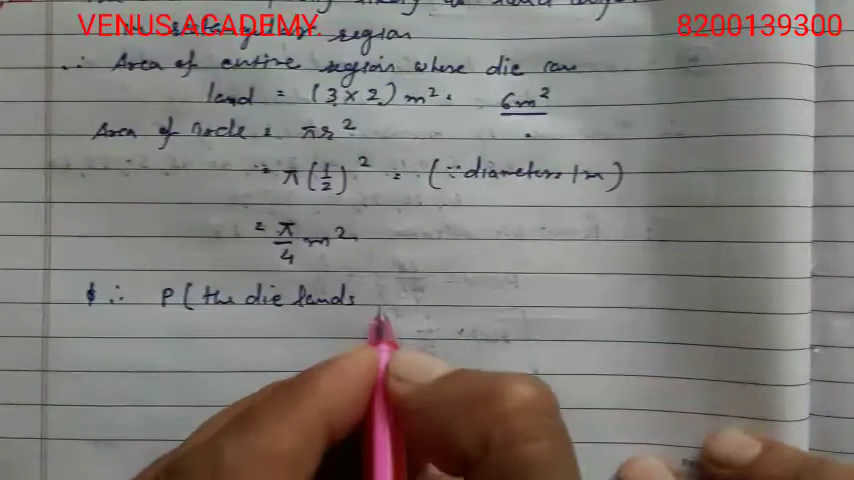 VENUS ACADEMY 8200139300
region
∴ Area of entire region where die can
land = (3 × 2) m². 6m²
Area of circle = πr²
= π(1/2)² = (∵ diameter = 1m)
= π/4 m²
∴ P(the die lands